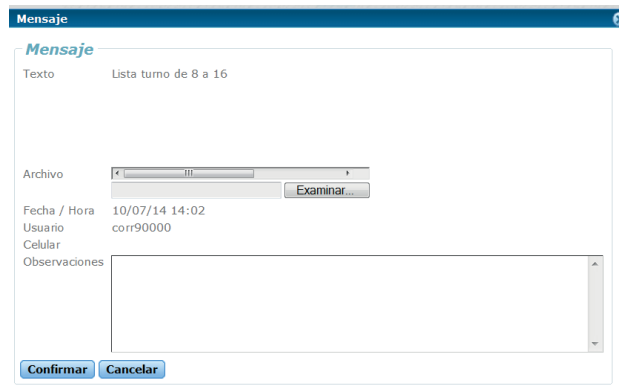 Mensaje
Mensaje
Texto Lista turno de 8 a 16
Archivo
Examinar...
Fecha / Hora 10/07/14 14:02
Usuario corr90000
Celular
Observaciones
Confirmar Cancelar